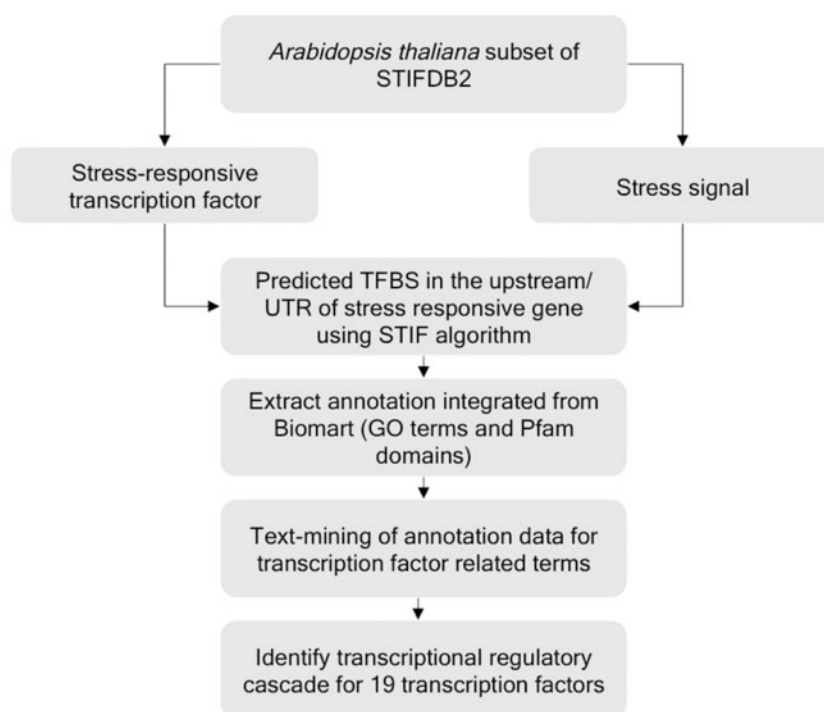 Arabidopsis thaliana subset of
STIFDB2
Stress-responsive
transcription factor
Stress signal
Predicted TFBS in the upstream/
UTR of stress responsive gene
using STIF algorithm
Extract annotation integrated from
Biomart (GO terms and Pfam
domains)
Text-mining of annotation data for
transcription factor related terms
Identify transcriptional regulatory
cascade for 19 transcription factors